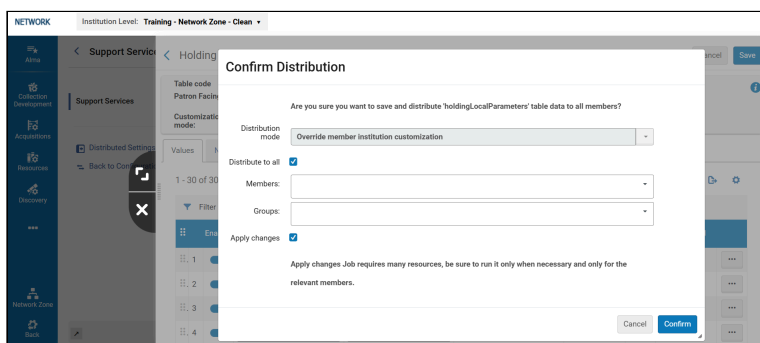 NETWORK
Institution Level: Training - Network Zone - Clean
Alma
Collection Development
Acquisitions
Resources
Discovery
Network Zone
Back
Support Servic
Support Services
Distributed Settings
Back to Con
Holding
Cancel
Save
Table code
Patron Facing
Customizatio
mode:
Values
1 - 30 of 30
Filter
Ena
1
2
3
4
Confirm Distribution
Are you sure you want to save and distribute 'holdingLocalParameters' table data to all members?
Distribution
mode
Override member institution customization
Distribute to all
Members:
Groups:
Apply changes
Apply changes Job requires many resources, be sure to run it only when necessary and only for the
relevant members.
Cancel
Confirm